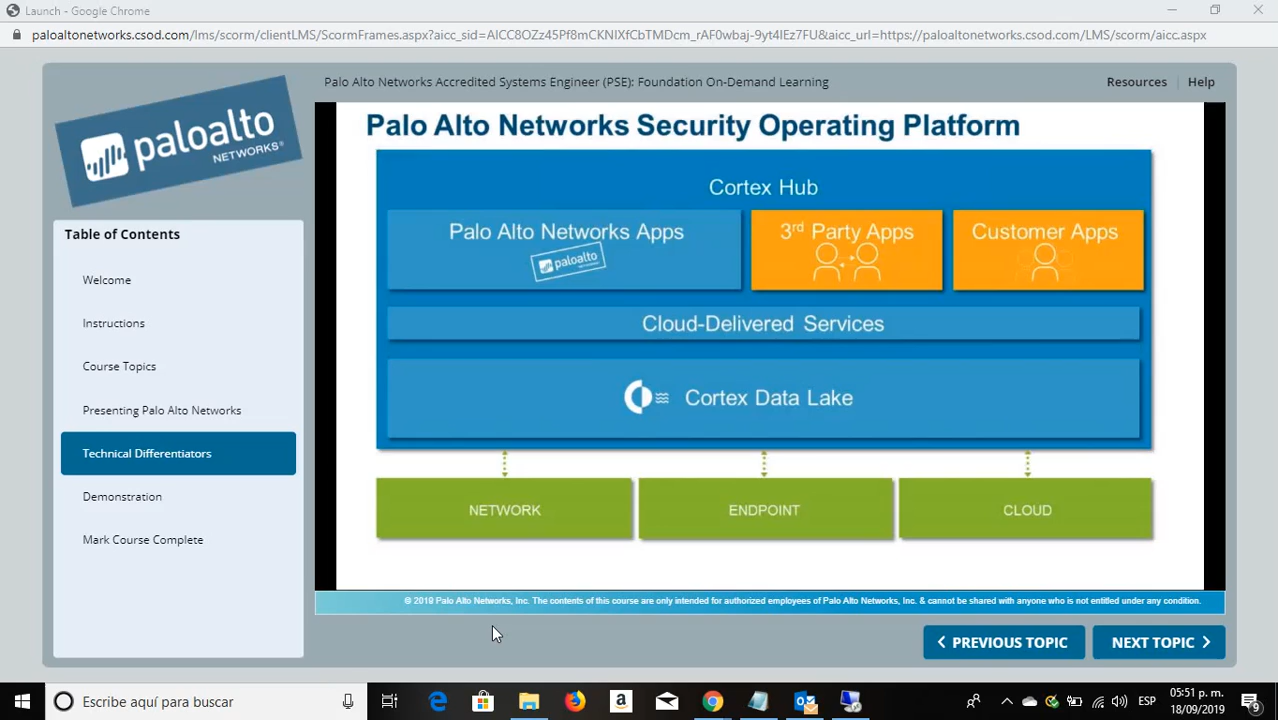 Launch - Google Chrome
paloaltonetworks.csod.com/lms/scorm/clientLMS/ScormFrames.aspx?aicc_sid=AICC8OZz45Pf8mCKNIXfCbTMDcm_rAF0wbaj-9yt4IEz7FU&aicc_url=https://paloaltonetworks.csod.com/LMS/scorm/aicc.aspx
Palo Alto Networks Accredited Systems Engineer (PSE): Foundation On-Demand Learning
Resources | Help
paloalto
NETWORKS®
Table of Contents
Welcome
Instructions
Course Topics
Presenting Palo Alto Networks
Technical Differentiators
Demonstration
Mark Course Complete
Palo Alto Networks Security Operating Platform
Cortex Hub
Palo Alto Networks Apps
paloalto
3rd Party Apps
Customer Apps
Cloud-Delivered Services
Cortex Data Lake
NETWORK
ENDPOINT
CLOUD
© 2019 Palo Alto Networks, Inc. The contents of this course are only intended for authorized employees of Palo Alto Networks, Inc. & cannot be shared with anyone who is not entitled under any condition.
PREVIOUS TOPIC
NEXT TOPIC
Escribe aquí para buscar
ESP
05:51 p. m.
18/09/2019
9